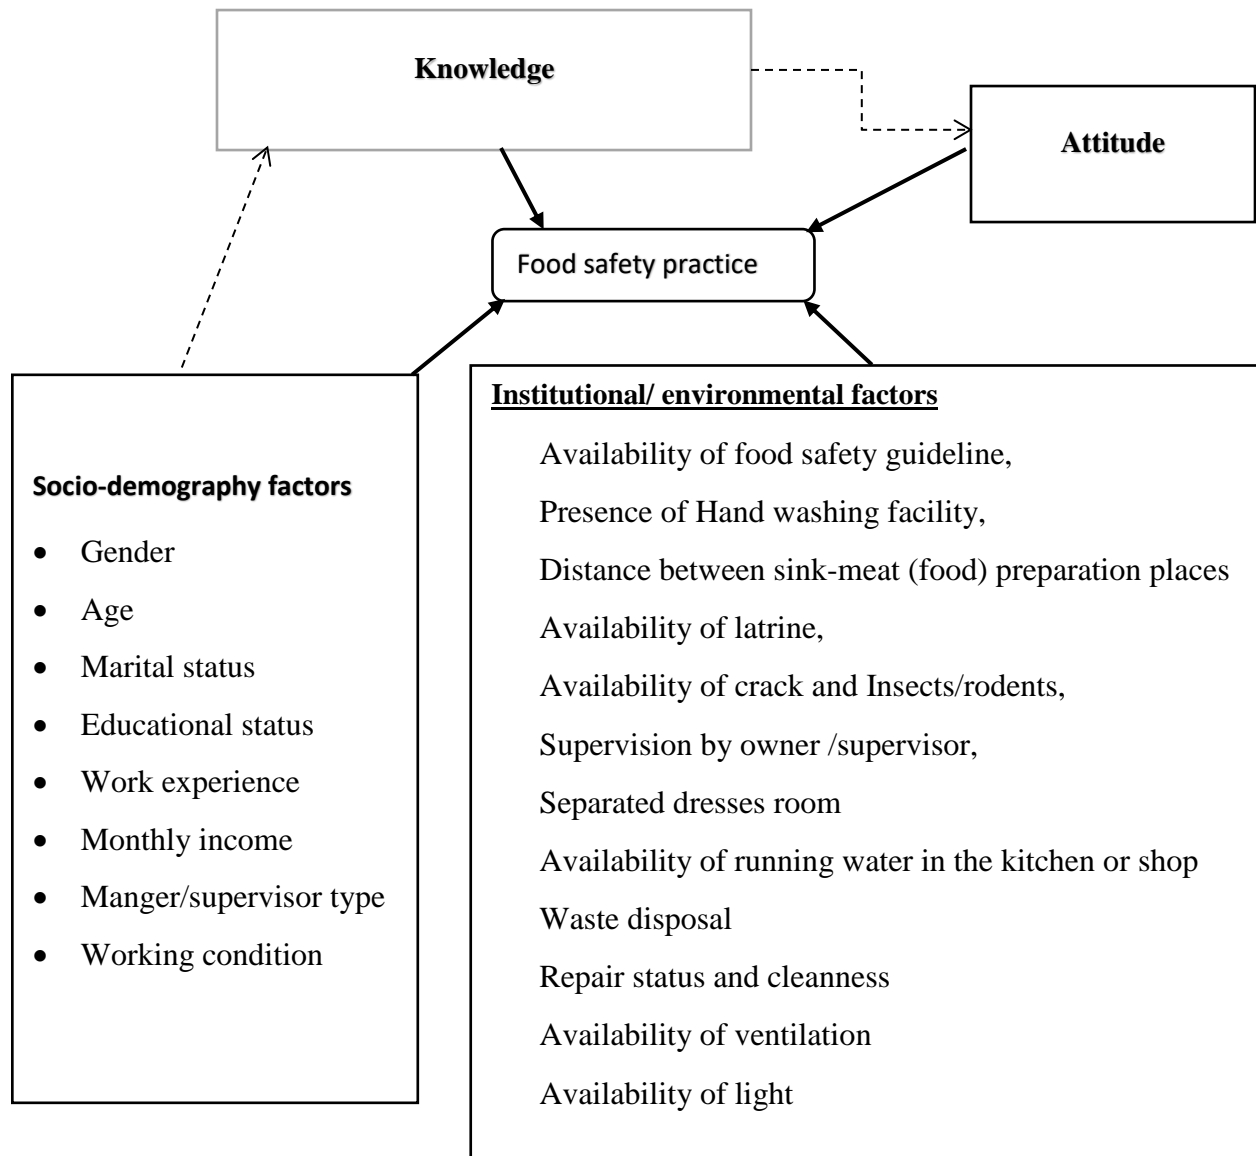 Knowledge
Attitude
Food safety practice
Socio-demography factors
• Gender
• Age
• Marital status
• Educational status
• Work experience
• Monthly income
• Manger/supervisor type
• Working condition
Institutional/ environmental factors
Availability of food safety guideline,
Presence of Hand washing facility,
Distance between sink-meat (food) preparation places
Availability of latrine,
Availability of crack and Insects/rodents,
Supervision by owner /supervisor,
Separated dresses room
Availability of running water in the kitchen or shop
Waste disposal
Repair status and cleanness
Availability of ventilation
Availability of light